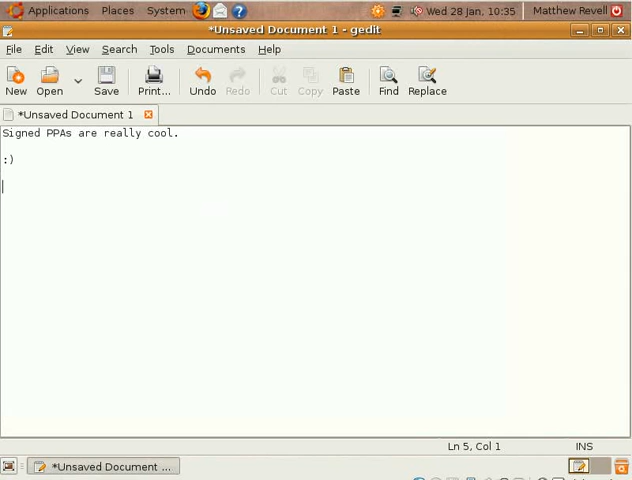 Applications Places System Wed 28 Jan, 10:35 Matthew Revell
*Unsaved Document 1 - gedit
File Edit View Search Tools Documents Help
New Open Save Print... Undo Redo Cut Copy Paste Find Replace
*Unsaved Document 1
Signed PPAs are really cool.
:)
Ln 5, Col 1 INS
*Unsaved Document ...